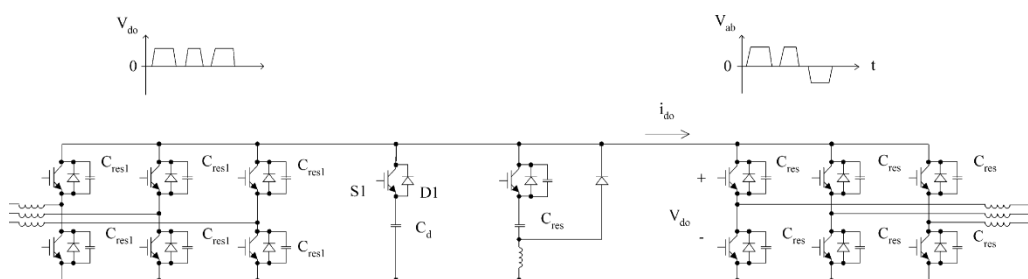 V_do
0
V_ab
0
t
i_do
C_res1
C_res1
C_res1
S1
D1
C_d
C_res
+
V_do
-
C_res
C_res
C_res
C_res1
C_res1
C_res1
C_res
C_res
C_res